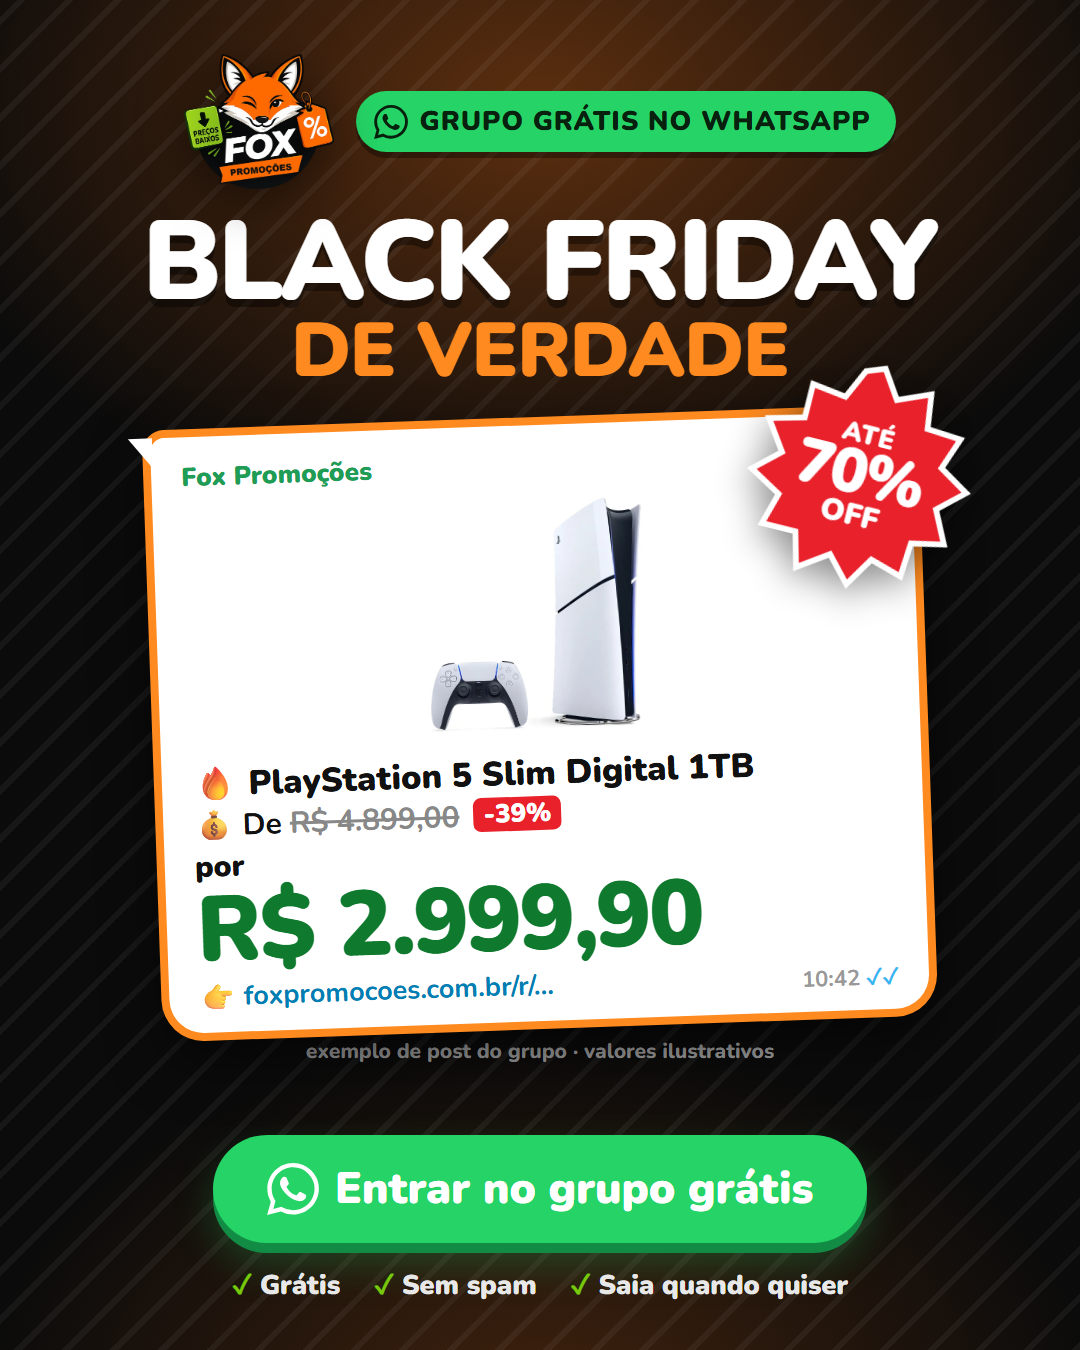 PREÇOS
BAIXOS
%
FOX
PROMOÇÕES
GRUPO GRÁTIS NO WHATSAPP
BLACK FRIDAY
DE VERDADE
ATÉ
70%
OFF
Fox Promoções
🔥 PlayStation 5 Slim Digital 1TB
💰 De R$ 4.899,00 -39%
por
R$ 2.999,90
👉 foxpromocoes.com.br/r/...
10:42 ✓✓
exemplo de post do grupo · valores ilustrativos
Entrar no grupo grátis
✓ Grátis ✓ Sem spam ✓ Saia quando quiser